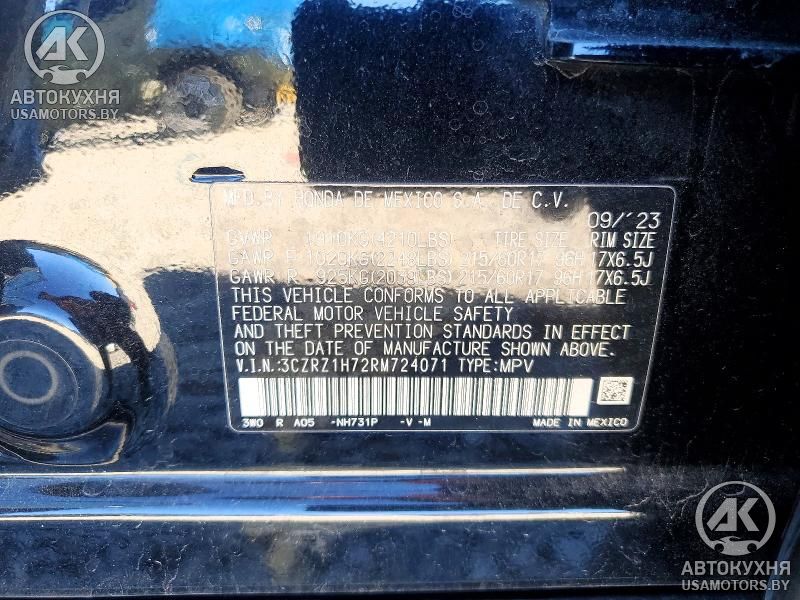 АК
АВТОКУХНЯ
USAMOTORS.BY
MFD.BY HONDA DE MEXICO S.A. DE C.V.
09/'23
GVWR 1910KG(4210LBS) TIRE SIZE RIM SIZE
GAWR F 1020KG(2248LBS) 215/60R17 96H 17X6.5J
GAWR R 925KG(2039LBS) 215/60R17 96H 17X6.5J
THIS VEHICLE CONFORMS TO ALL APPLICABLE
FEDERAL MOTOR VEHICLE SAFETY
AND THEFT PREVENTION STANDARDS IN EFFECT
ON THE DATE OF MANUFACTURE SHOWN ABOVE.
V.I.N.:3CZRZ1H72RM724071 TYPE:MPV
3W0 R A05 -NH731P -V -M MADE IN MEXICO
АК
АВТОКУХНЯ
USAMOTORS.BY